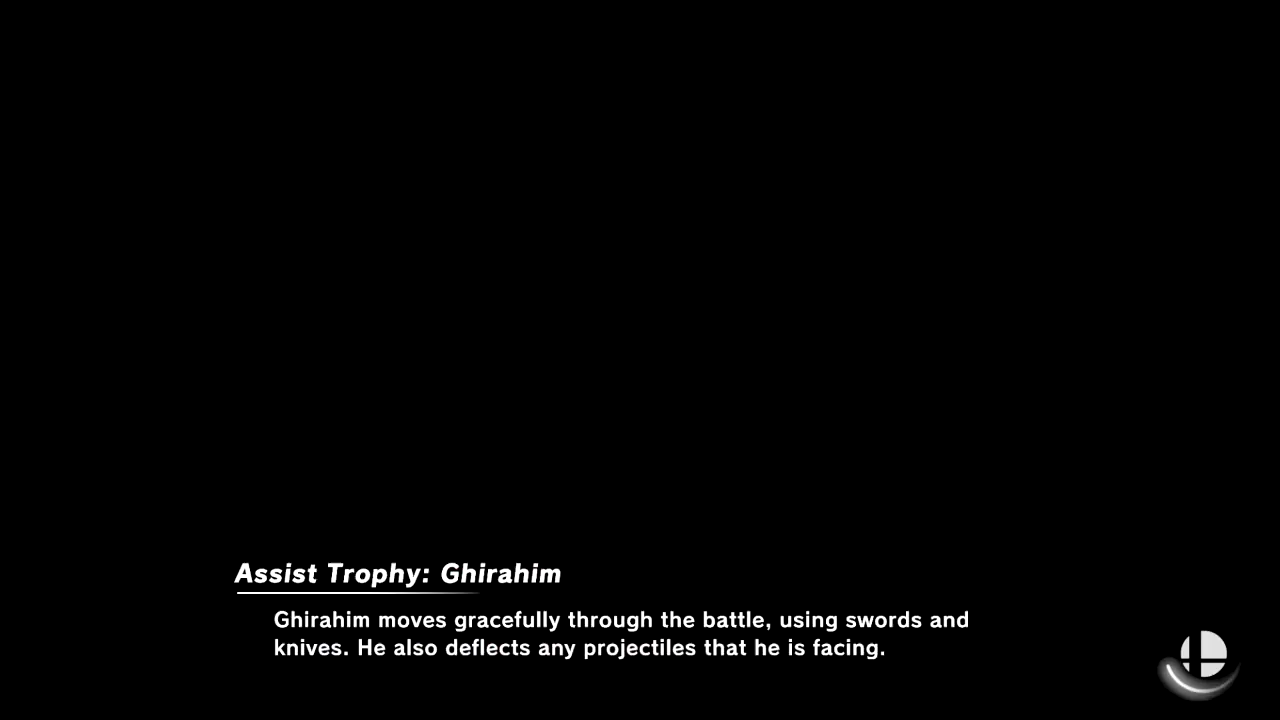 Assist Trophy: Ghirahim
Ghirahim moves gracefully through the battle, using swords and
knives. He also deflects any projectiles that he is facing.